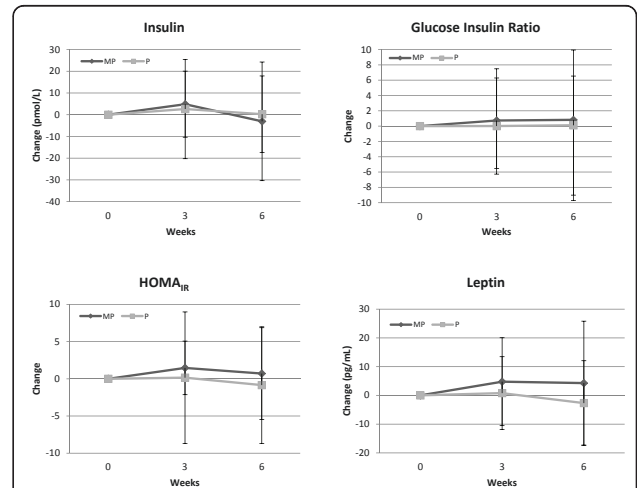 Insulin
MP P
Change (pmol/L)
30
20
10
0
-10
-20
-30
-40
0 3 6
Weeks
Glucose Insulin Ratio
MP P
Change
10
8
6
4
2
0
-2
-4
-6
-8
-10
0 3 6
Weeks
HOMA_IR
MP P
Change
10
5
0
-5
-10
0 3 6
Weeks
Leptin
MP P
Change (pg/mL)
30
20
10
0
-10
-20
0 3 6
Weeks